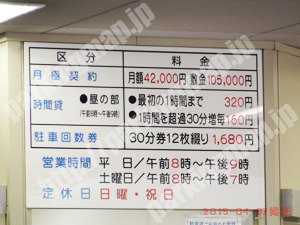 区分 料金
月極契約 月額42,000円 敷金105,000円
時間貸 ●昼の部 ●最初の1時間まで 320円
(午前8時~午後9時) ●1時間を超過30分増毎160円
駐車回数券 30分券12枚綴り 1,680円
営業時間 平日/午前8時~午後9時
土曜日/午前8時~午後7時
定休日 日曜・祝日